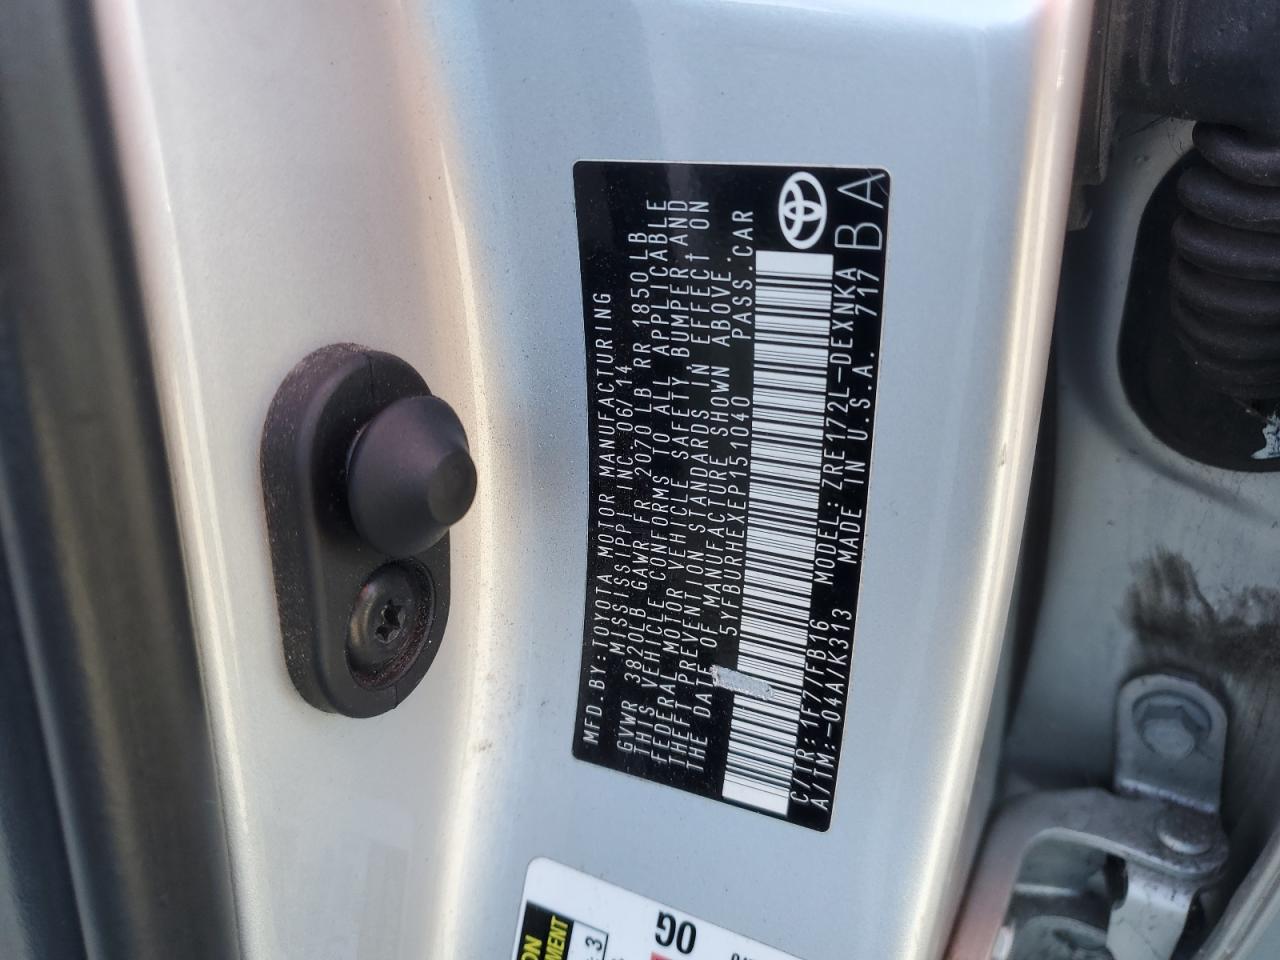 MFD BY: TOYOTA MOTOR MANUFACTURING
MISSISSIPPI, INC. 06/14
GVWR 3820LB GAWR FR 2070 LB RR 1850 LB
THIS VEHICLE CONFORMS TO ALL APPLICABLE
FEDERAL MOTOR VEHICLE SAFETY BUMPER AND
THEFT PREVENTION STANDARDS IN EFFECT ON
THE DATE OF MANUFACTURE SHOWN ABOVE.
5YFBURHEXEP151040 PASS.CAR
C/TR: 1F7/FB16 MODEL: ZRE172L-DEXNKA
A/TM:-04A/K313 MADE IN U.S.A. 717
BA
OG